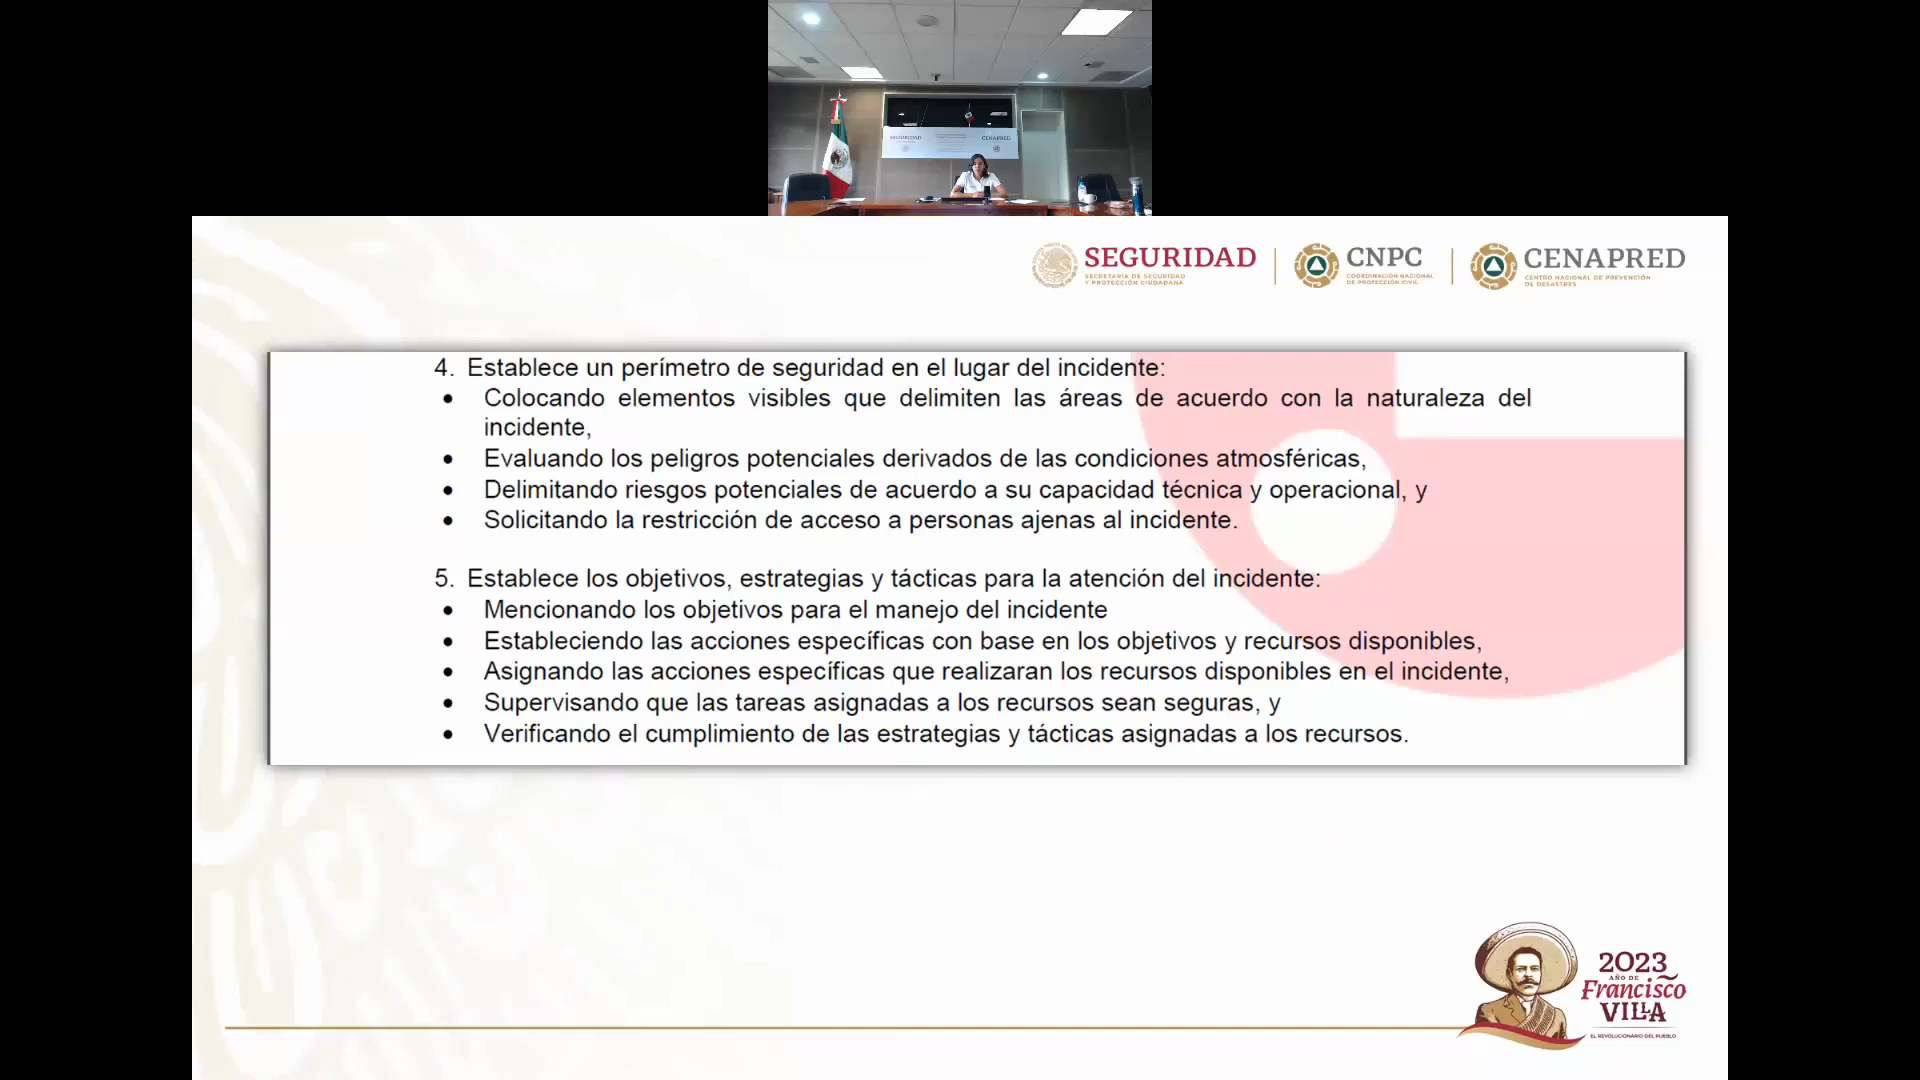 SEGURIDAD
CENAPRED
SEGURIDAD
SECRETARÍA DE SEGURIDAD
Y PROTECCIÓN CIUDADANA
CNPC
COORDINACIÓN NACIONAL
DE PROTECCIÓN CIVIL
CENAPRED
CENTRO NACIONAL DE PREVENCIÓN
DE DESASTRES
4. Establece un perímetro de seguridad en el lugar del incidente:
• Colocando elementos visibles que delimiten las áreas de acuerdo con la naturaleza del
incidente,
• Evaluando los peligros potenciales derivados de las condiciones atmosféricas,
• Delimitando riesgos potenciales de acuerdo a su capacidad técnica y operacional, y
• Solicitando la restricción de acceso a personas ajenas al incidente.
5. Establece los objetivos, estrategias y tácticas para la atención del incidente:
• Mencionando los objetivos para el manejo del incidente
• Estableciendo las acciones específicas con base en los objetivos y recursos disponibles,
• Asignando las acciones específicas que realizaran los recursos disponibles en el incidente,
• Supervisando que las tareas asignadas a los recursos sean seguras, y
• Verificando el cumplimiento de las estrategias y tácticas asignadas a los recursos.
2023
AÑO DE
Francisco
VILLA
EL REVOLUCIONARIO DEL PUEBLO